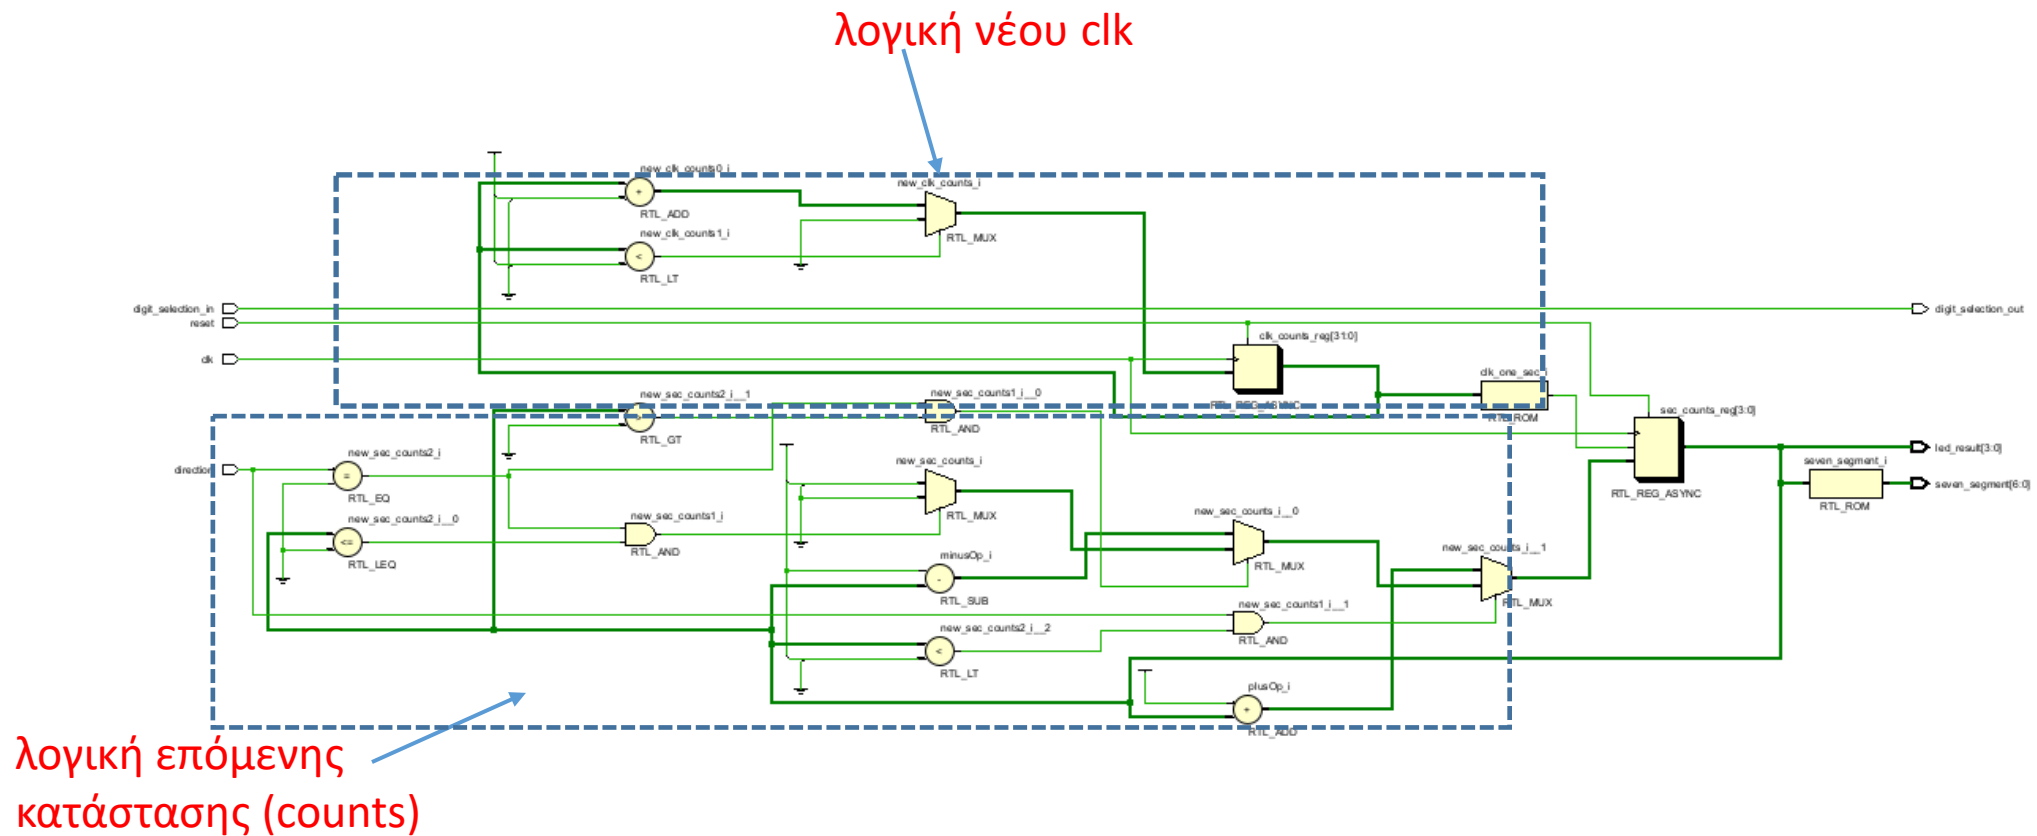 λογική νέου clk
new_clk_counts0_i
RTL_ADD
new_clk_counts_i
RTL_MUX
new_clk_counts1_i
RTL_LT
digit_selection_in
digit_selection_out
reset
clk
clk_counts_reg[31:0]
RTL_REG_ASYNC
clk_one_sec_i
RTL_ROM
new_sec_counts2_i__1
RTL_GT
new_sec_counts1_i__0
RTL_AND
sec_counts_reg[3:0]
RTL_REG_ASYNC
led_result[3:0]
seven_segment_i
RTL_ROM
seven_segment[6:0]
direction
new_sec_counts2_i
RTL_EQ
new_sec_counts_i
RTL_MUX
new_sec_counts2_i__0
RTL_LEQ
new_sec_counts1_i
RTL_AND
new_sec_counts_i__0
RTL_MUX
new_sec_counts_i__1
RTL_MUX
minusOp_i
RTL_SUB
new_sec_counts1_i__1
RTL_AND
new_sec_counts2_i__2
RTL_LT
plusOp_i
RTL_ADD
λογική επόμενης
κατάστασης (counts)